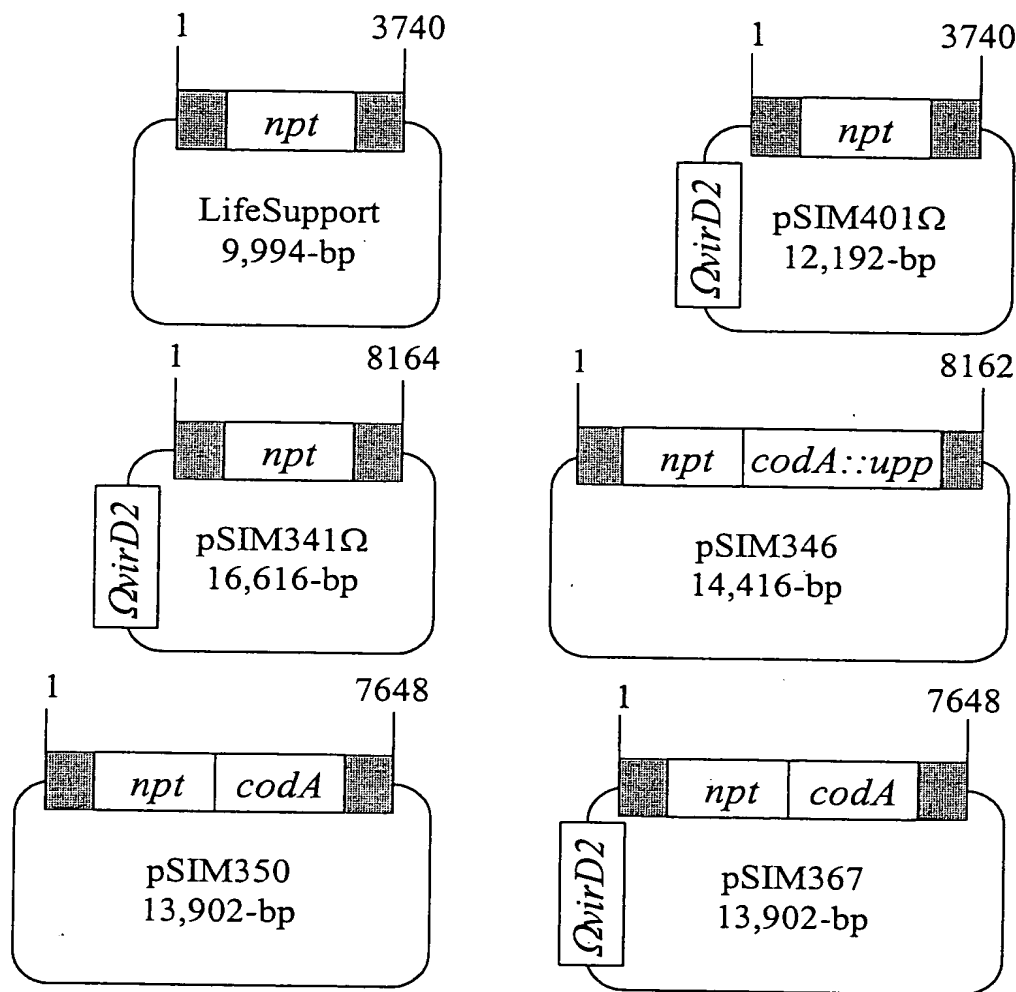 1 3740
npt
LifeSupport
9,994-bp
1 3740
npt
ΩvirD2
pSIM401Ω
12,192-bp
1 8164
npt
ΩvirD2
pSIM341Ω
16,616-bp
1 8162
npt codA::upp
pSIM346
14,416-bp
1 7648
npt codA
pSIM350
13,902-bp
1 7648
npt codA
ΩvirD2
pSIM367
13,902-bp